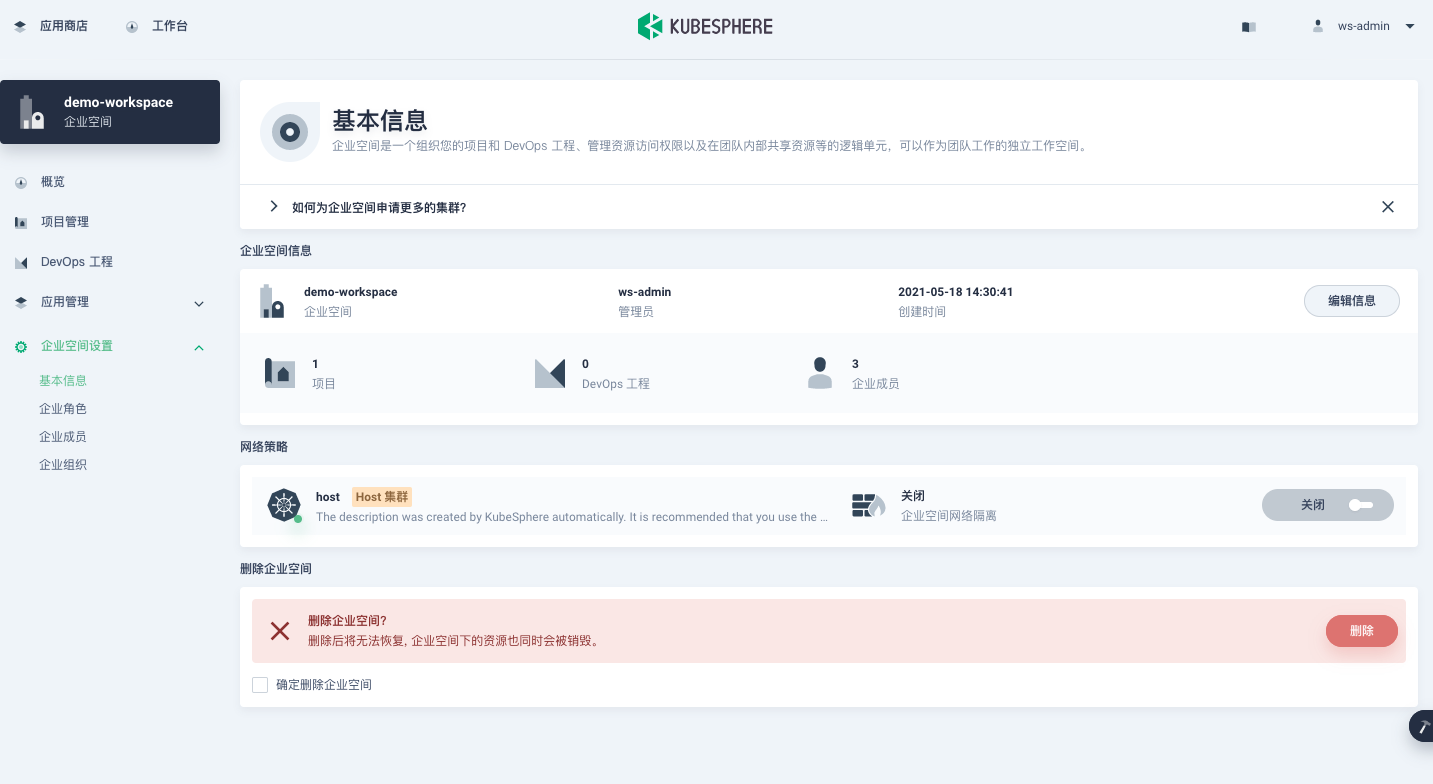 应用商店
工作台
KUBESPHERE
ws-admin
demo-workspace
企业空间
概览
项目管理
DevOps 工程
应用管理
企业空间设置
基本信息
企业角色
企业成员
企业组织
基本信息
企业空间是一个组织您的项目和 DevOps 工程、管理资源访问权限以及在团队内部共享资源等的逻辑单元，可以作为团队工作的独立工作空间。
如何为企业空间申请更多的集群?
企业空间信息
demo-workspace
企业空间
ws-admin
管理员
2021-05-18 14:30:41
创建时间
编辑信息
1
项目
0
DevOps 工程
3
企业成员
网络策略
host Host 集群
The description was created by KubeSphere automatically. It is recommended that you use the ...
关闭
企业空间网络隔离
关闭
删除企业空间
删除企业空间?
删除后将无法恢复, 企业空间下的资源也同时会被销毁。
删除
确定删除企业空间